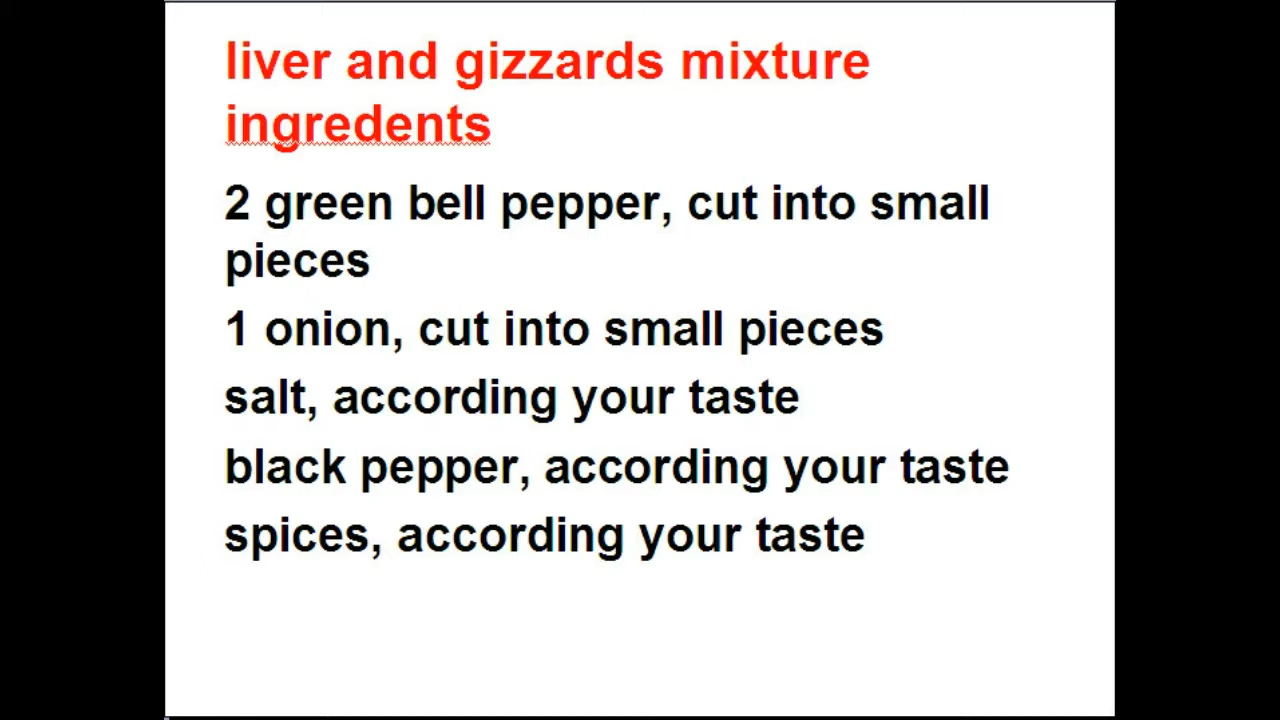 liver and gizzards mixture
ingredents
2 green bell pepper, cut into small
pieces
1 onion, cut into small pieces
salt, according your taste
black pepper, according your taste
spices, according your taste